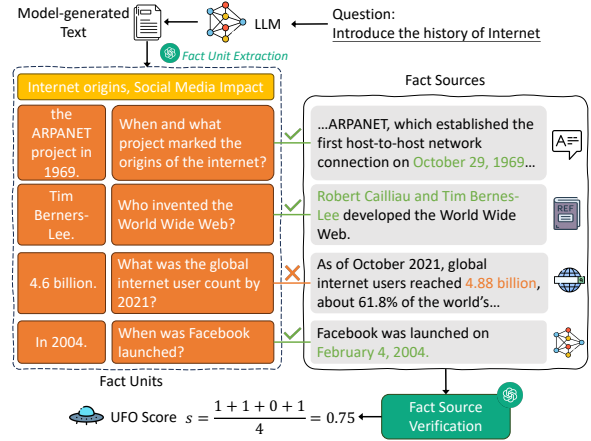 Model-generated
Text
LLM
Question:
Introduce the history of Internet
Fact Unit Extraction
Internet origins, Social Media Impact
the
ARPANET
project in
1969.
When and what
project marked the
origins of the internet?
Tim
Berners-
Lee.
Who invented the
World Wide Web?
4.6 billion.
What was the global
internet user count by
2021?
In 2004.
When was Facebook
launched?
Fact Units
Fact Sources
...ARPANET, which established the
first host-to-host network
connection on October 29, 1969...
A
Robert Cailliau and Tim Bernes-
Lee developed the World Wide
Web.
REF
As of October 2021, global
internet users reached 4.88 billion,
about 61.8% of the world's...
Facebook was launched on
February 4, 2004.
UFO Score s = (1 + 1 + 0 + 1)/4 = 0.75
Fact Source
Verification